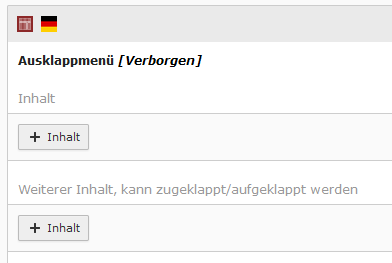 Ausklappmenü [Verborgen]
Inhalt
+ Inhalt
Weiterer Inhalt, kann zugeklappt/aufgeklappt werden
+ Inhalt